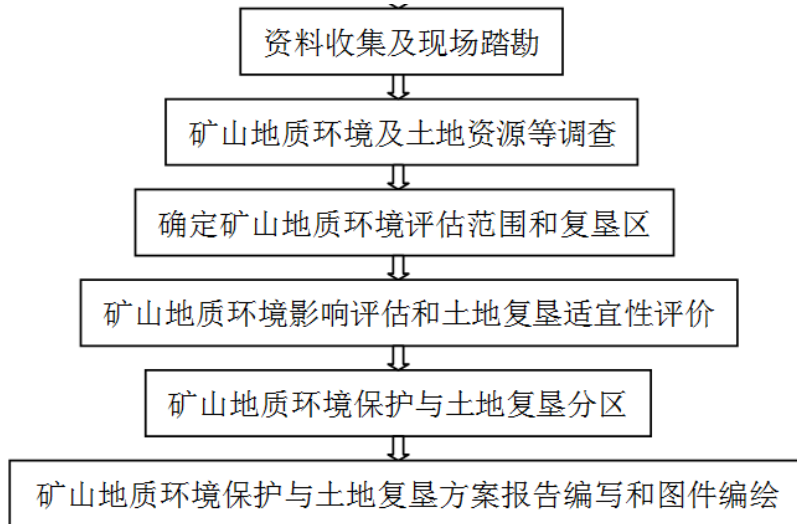 资料收集及现场踏勘
矿山地质环境及土地资源等调查
确定矿山地质环境评估范围和复垦区
矿山地质环境影响评估和土地复垦适宜性评价
矿山地质环境保护与土地复垦分区
矿山地质环境保护与土地复垦方案报告编写和图件编绘